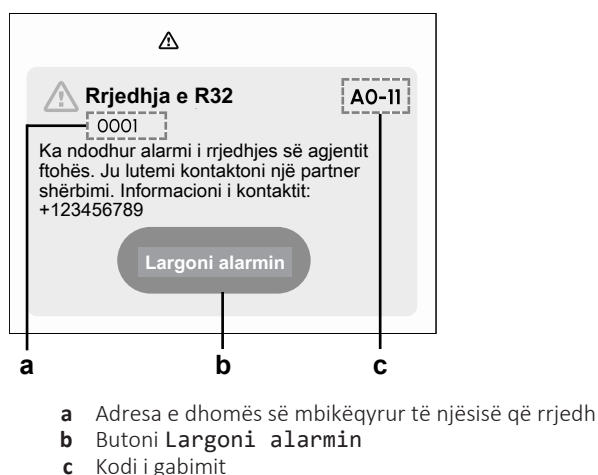 Rrjedhja e R32
A0-11
0001
Ka ndodhur alarmi i rrjedhjes së agjentit
ftohës. Ju lutemi kontaktoni një partner
shërbimi. Informacioni i kontaktit:
+123456789
Largoni alarmin
a b c
a Adresa e dhomës së mbikëqyrur të njësisë që rrjedh
b Butoni Largoni alarmin
c Kodi i gabimit